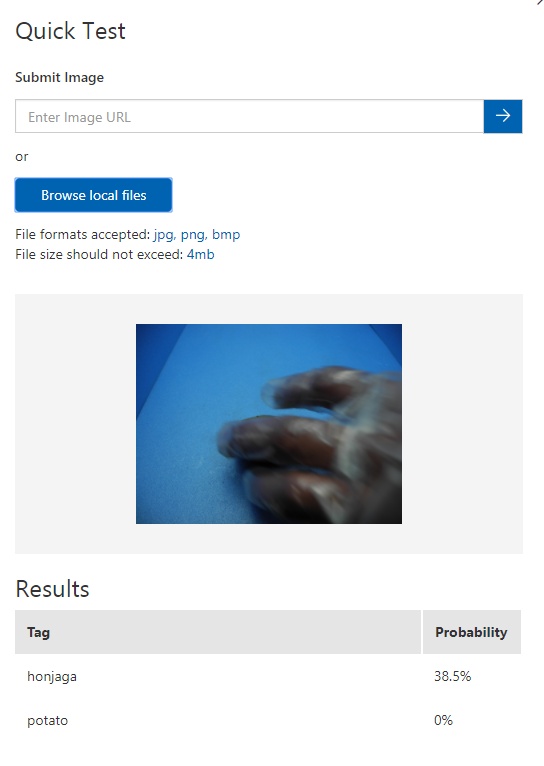 Quick Test
Submit Image
Enter Image URL
or
Browse local files
File formats accepted: jpg, png, bmp
File size should not exceed: 4mb
Results
Tag Probability
honjaga 38.5%
potato 0%